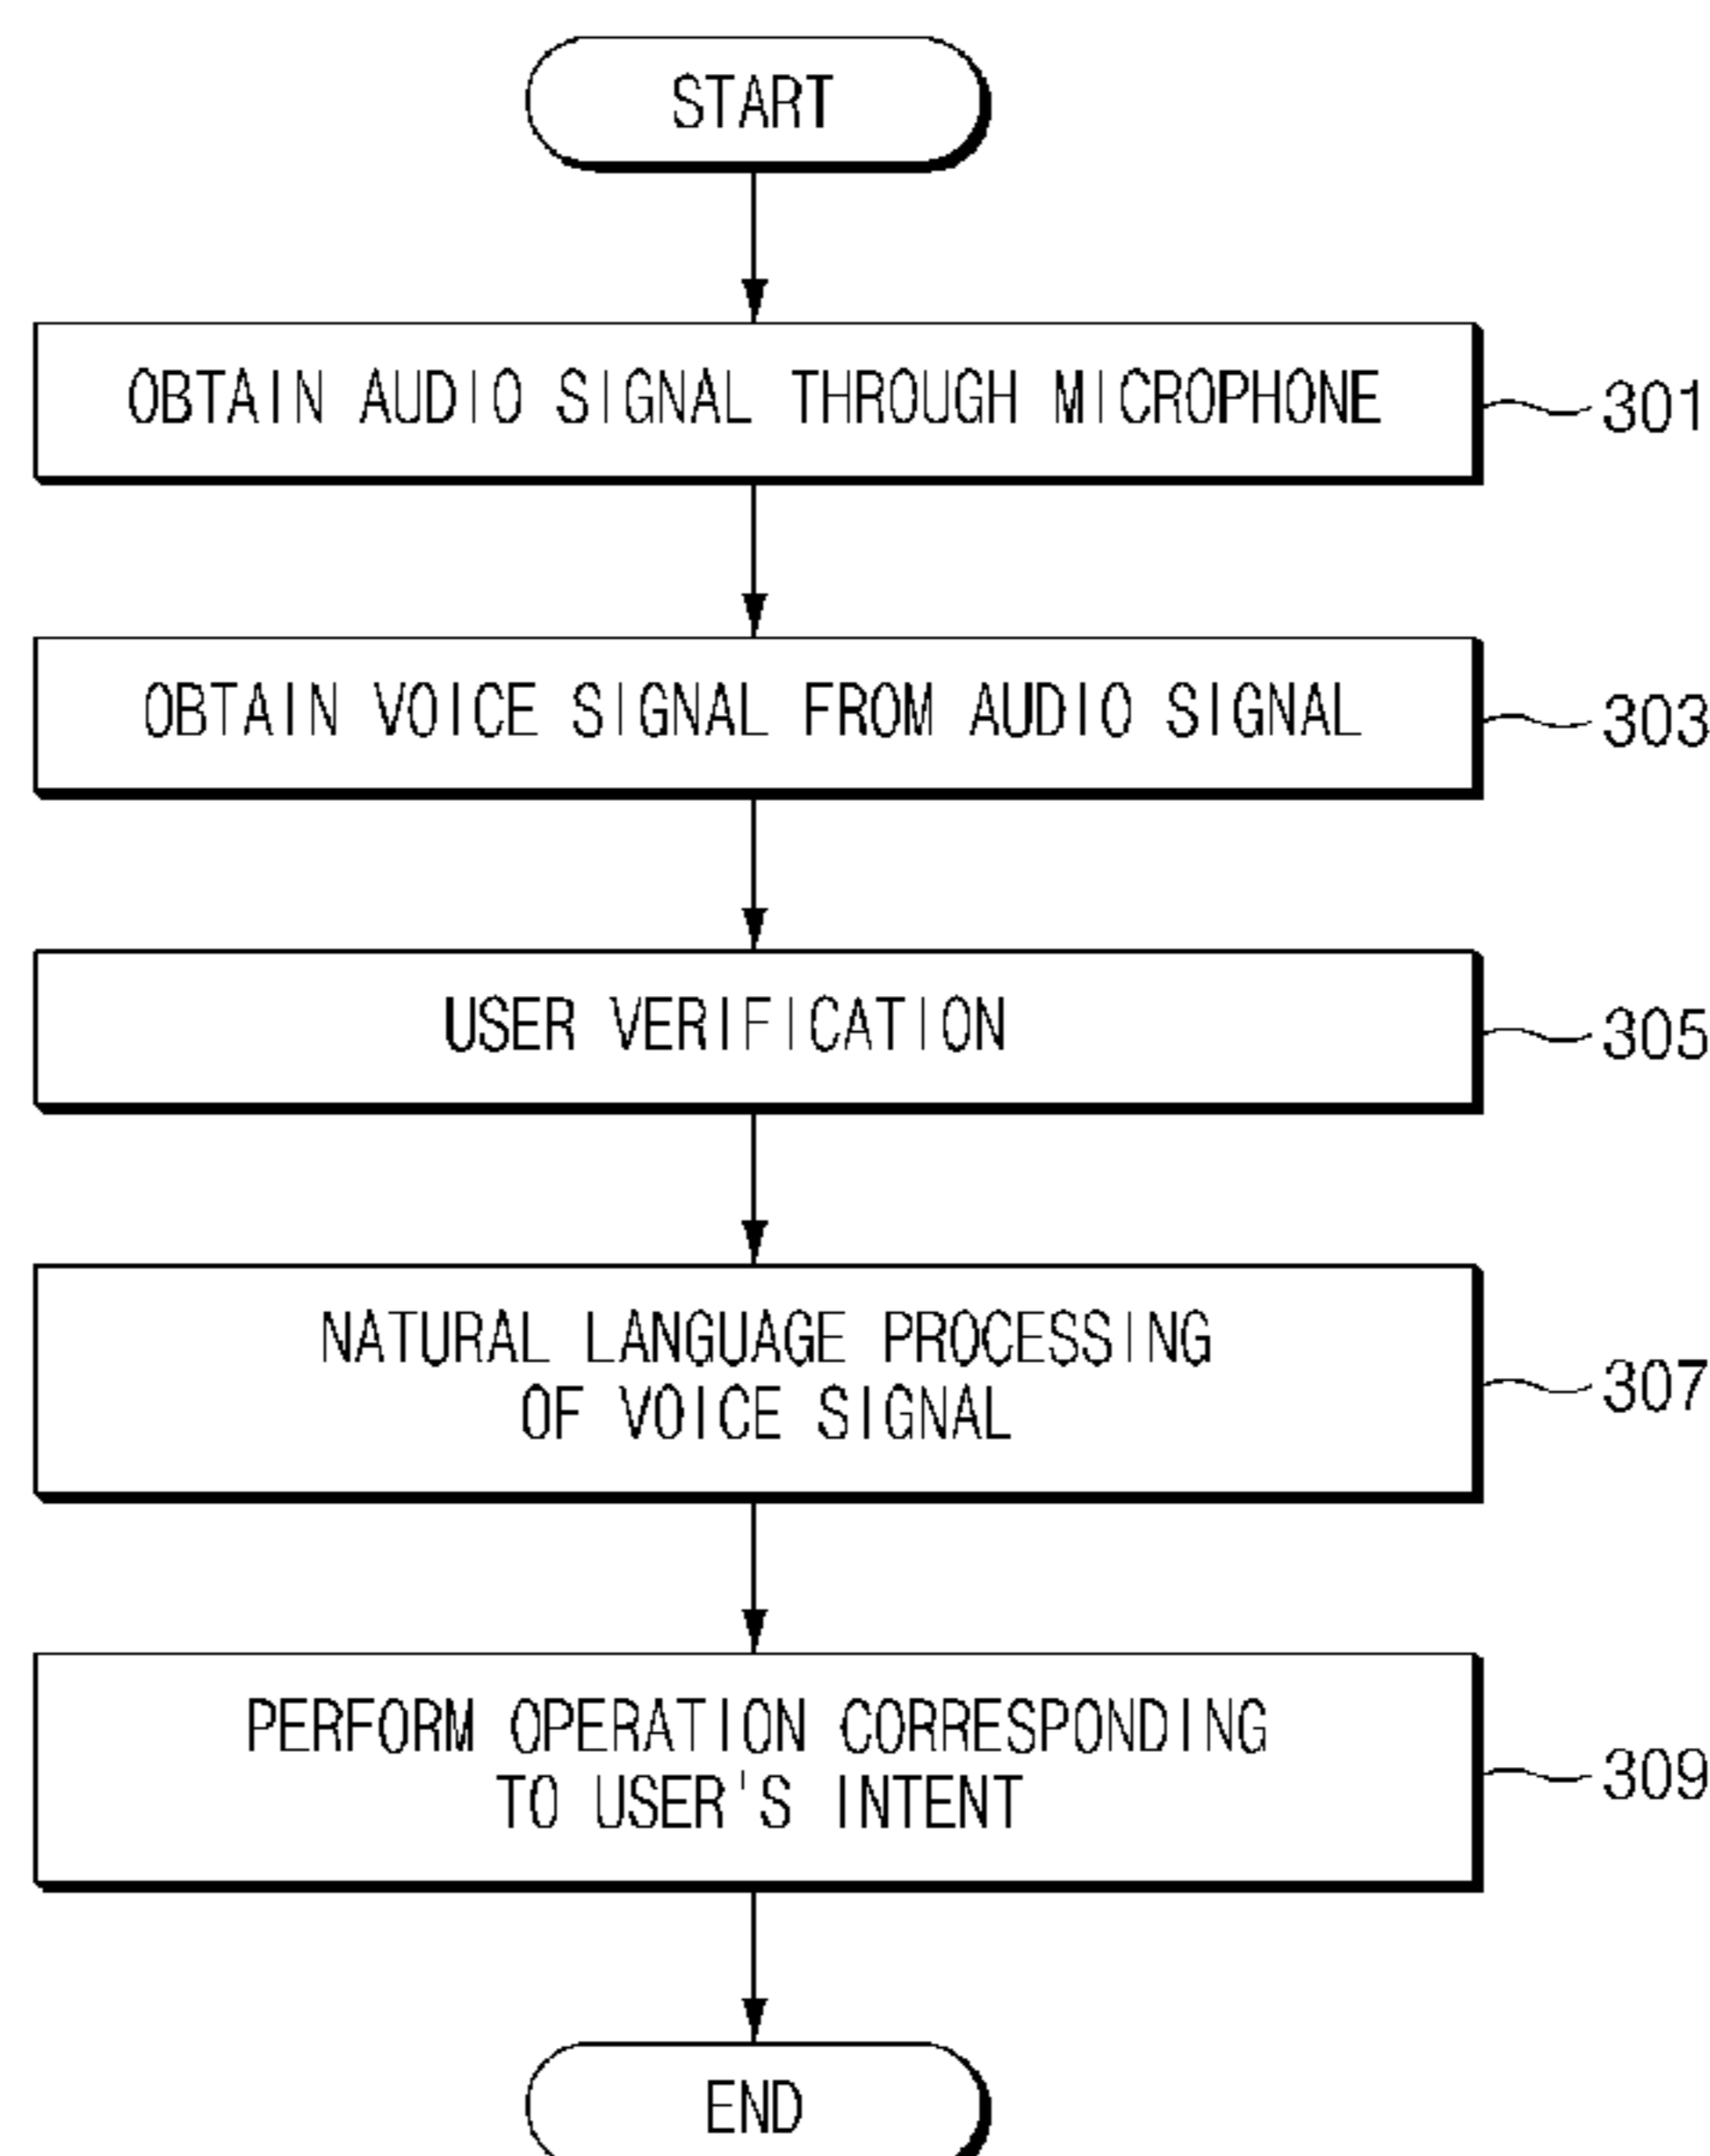 START
OBTAIN AUDIO SIGNAL THROUGH MICROPHONE
301
OBTAIN VOICE SIGNAL FROM AUDIO SIGNAL
303
USER VERIFICATION
305
NATURAL LANGUAGE PROCESSING
OF VOICE SIGNAL
307
PERFORM OPERATION CORRESPONDING
TO USER'S INTENT
309
END